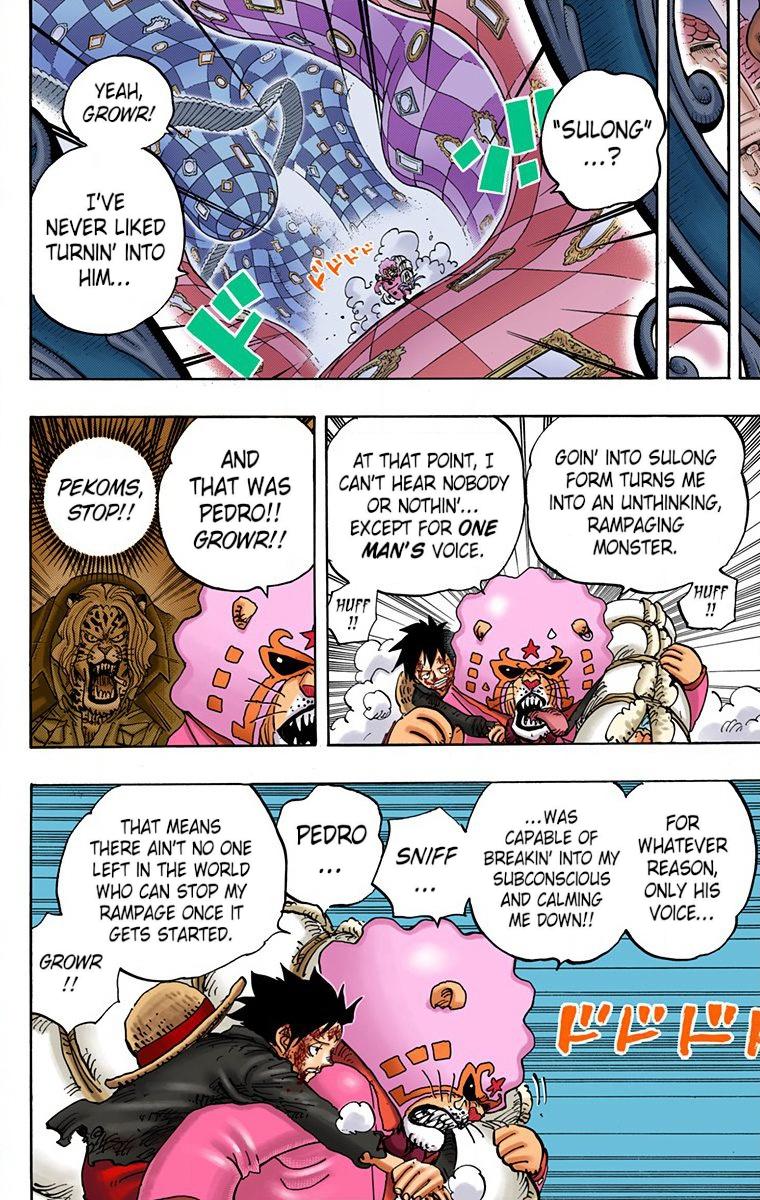 "SULONG"
...?
YEAH,
GROWR!
I'VE
NEVER LIKED
TURNIN' INTO
HIM...
ン!!
ドドドド
ド
GOIN' INTO SULONG
FORM TURNS ME
INTO AN UNTHINKING,
RAMPAGING
MONSTER.
AT THAT POINT, I
CAN'T HEAR NOBODY
OR NOTHIN'...
EXCEPT FOR ONE
MAN'S VOICE.
HUFF
!!
HUFF
!!
AND
THAT WAS
PEDRO!!
GROWR!!
PEKOMS,
STOP!!
FOR
WHATEVER
REASON,
ONLY HIS
VOICE...
...WAS
CAPABLE OF
BREAKIN' INTO MY
SUBCONSCIOUS
AND CALMING
ME DOWN!!
SNIFF
...
PEDRO
...
THAT MEANS
THERE AIN'T NO ONE
LEFT IN THE WORLD
WHO CAN STOP MY
RAMPAGE ONCE IT
GETS STARTED.
GROWR
!!
ドドドド